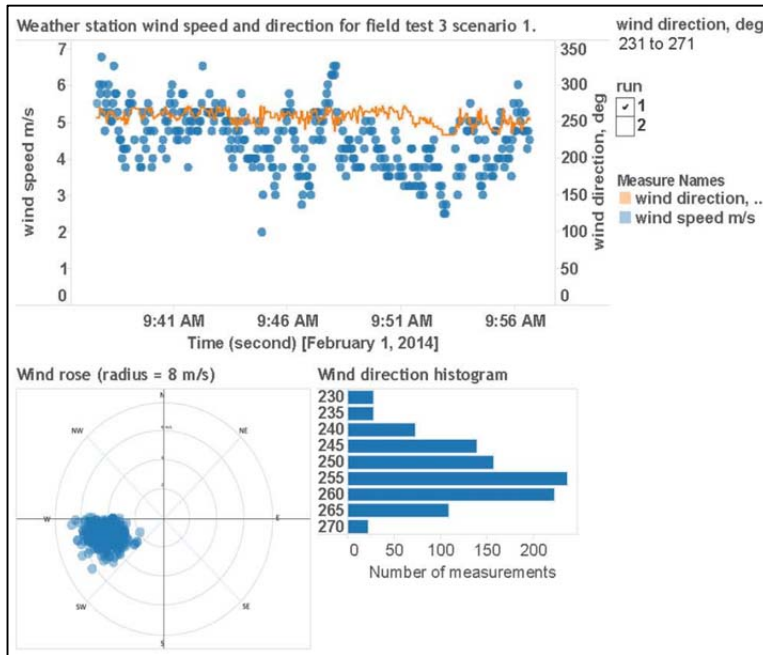 Weather station wind speed and direction for field test 3 scenario 1.
wind direction, deg
231 to 271
run
1
2
Measure Names
wind direction, ..
wind speed m/s
7
6
5
4
3
2
1
0
wind speed m/s
350
300
250
200
150
100
50
0
wind direction, deg
9:41 AM 9:46 AM 9:51 AM 9:56 AM
Time (second) [February 1, 2014]
Wind rose (radius = 8 m/s)
N
NW NE
W E
SW SE
S
Wind direction histogram
230
235
240
245
250
255
260
265
270
0 50 100 150 200
Number of measurements